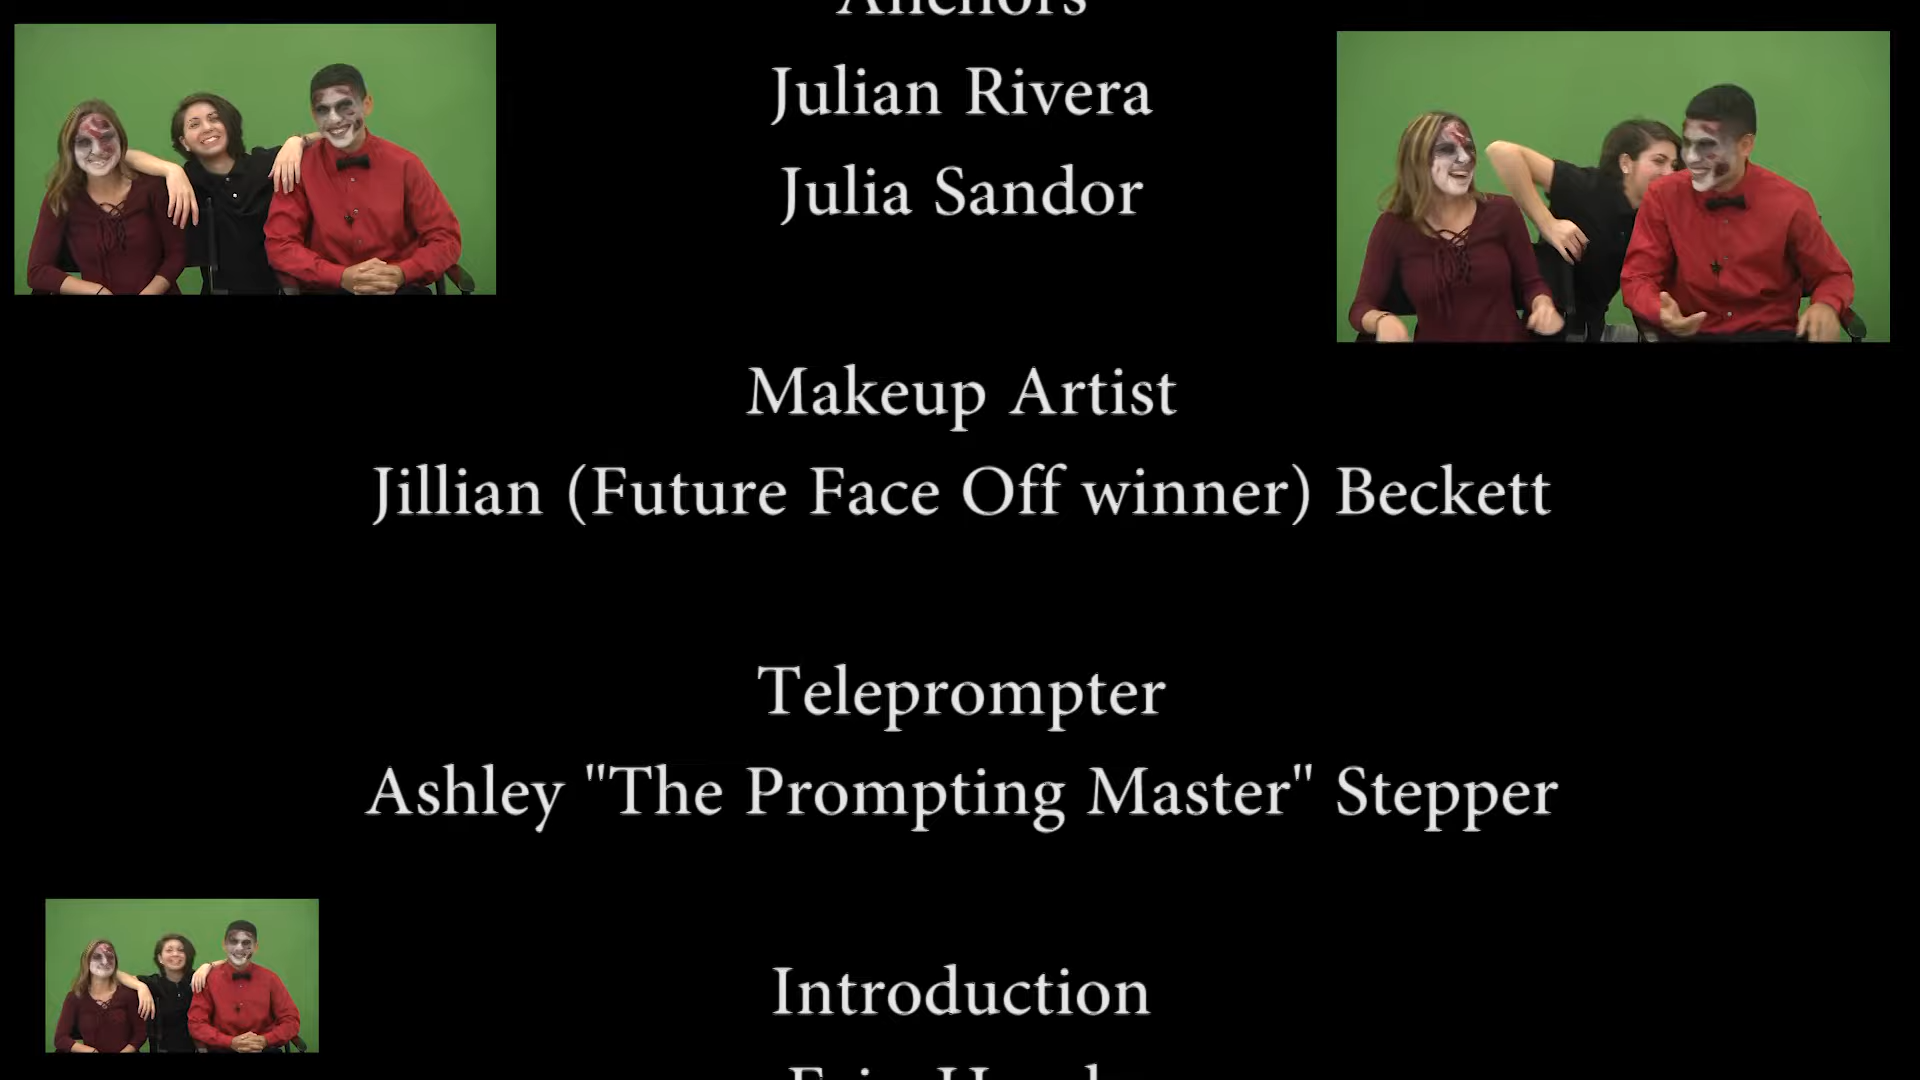 Anchors
Julian Rivera
Julia Sandor
Makeup Artist
Jillian (Future Face Off winner) Beckett
Teleprompter
Ashley "The Prompting Master" Stepper
Introduction